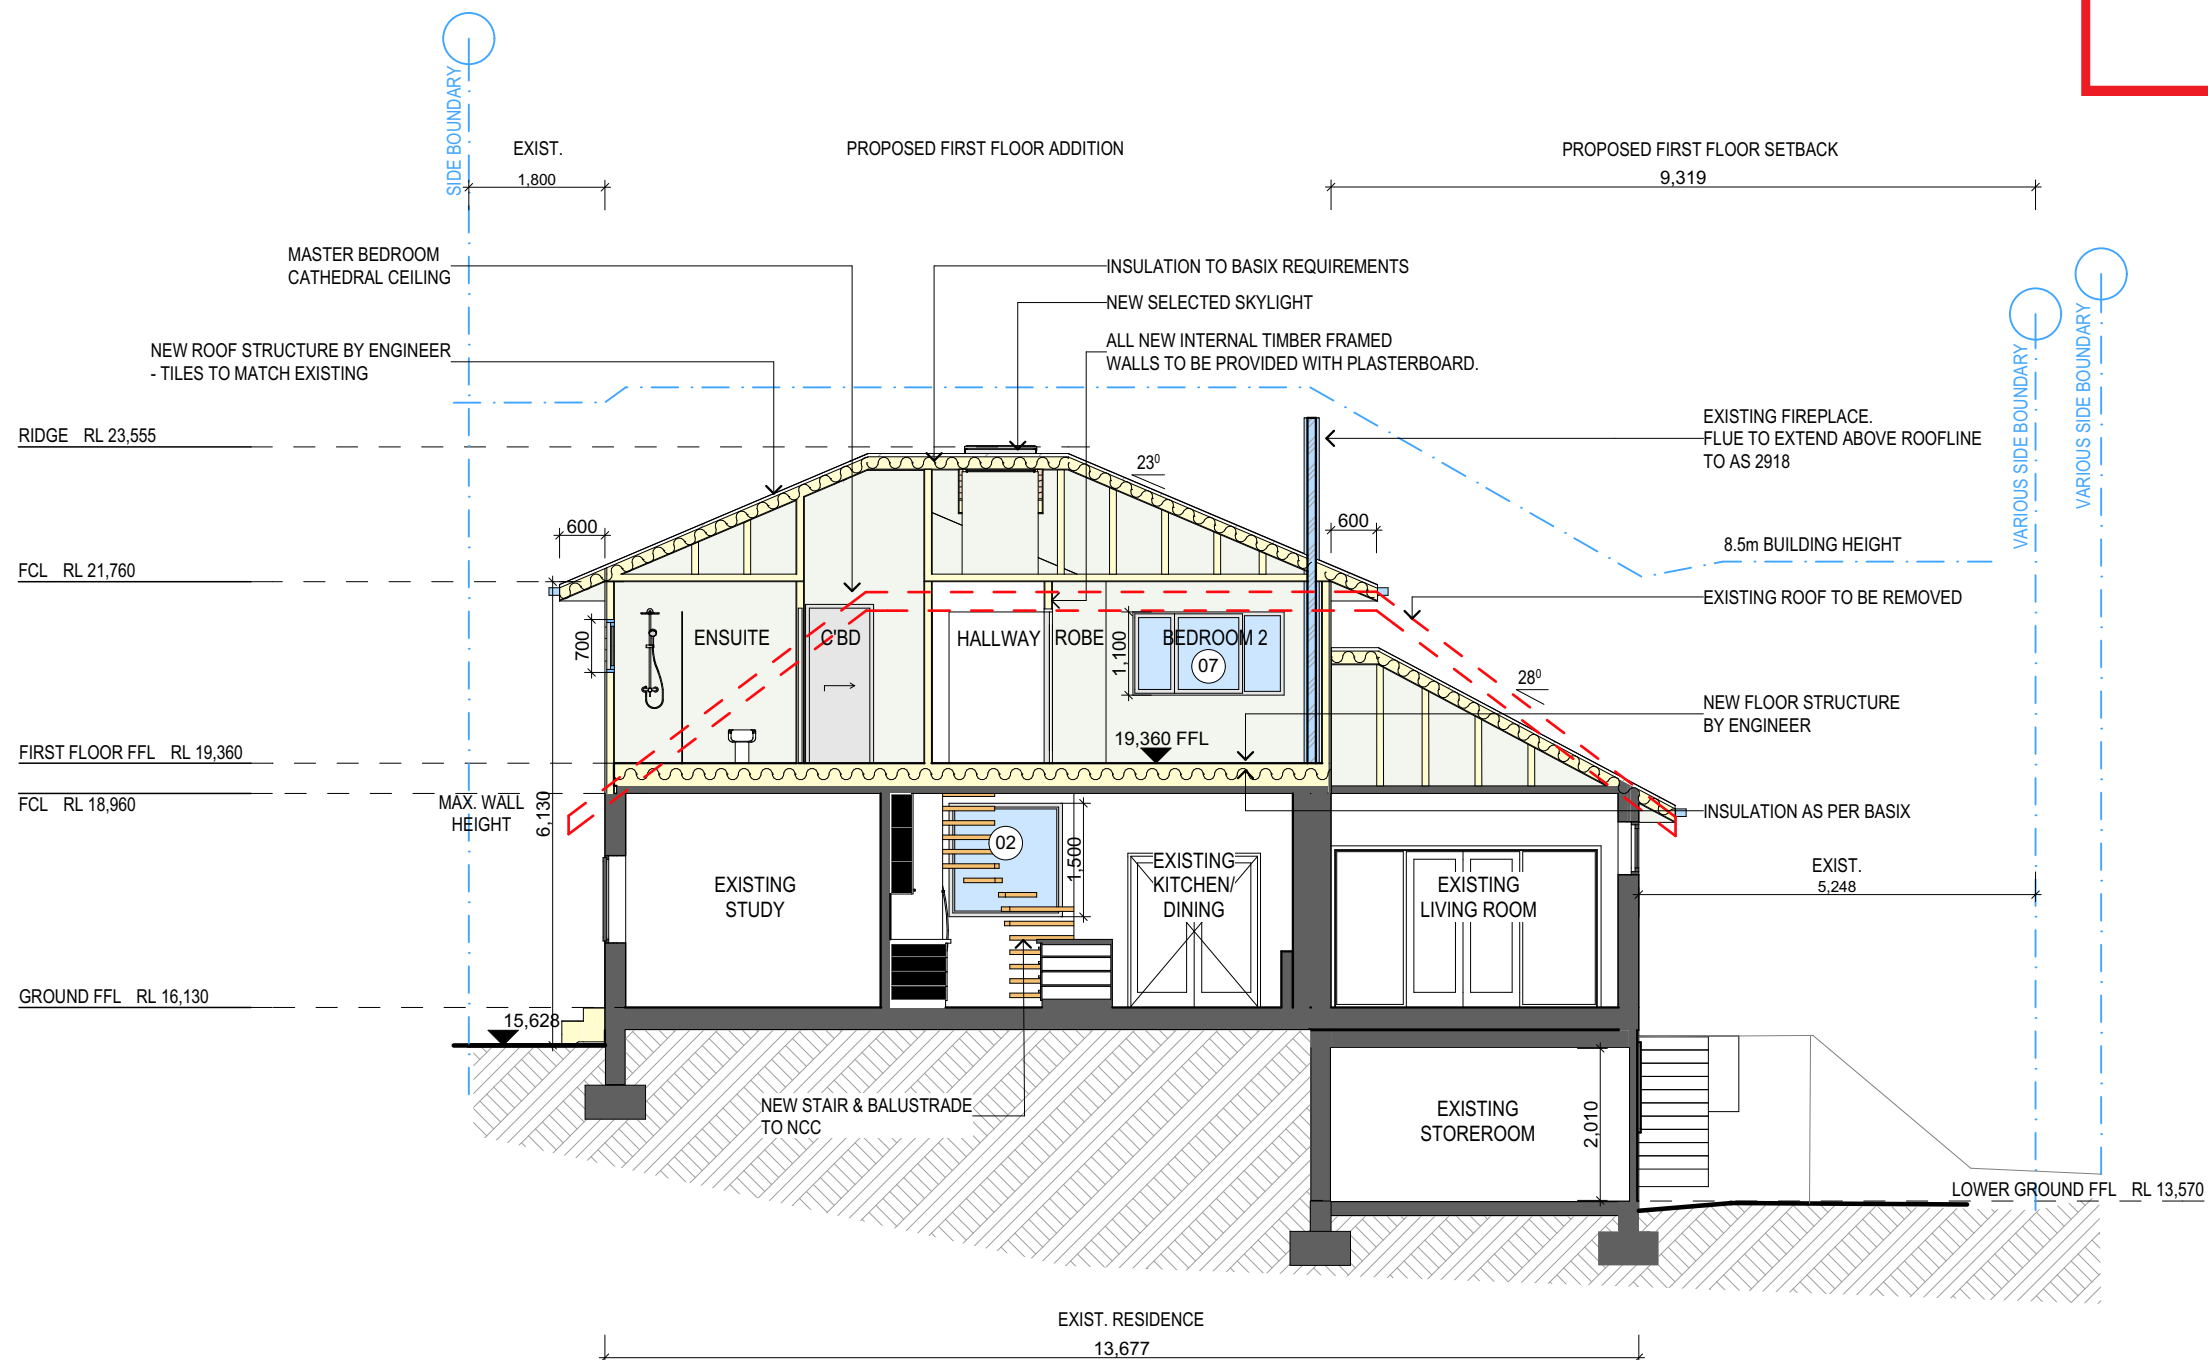 SIDE BOUNDARY
EXIST.
1,800
PROPOSED FIRST FLOOR ADDITION
PROPOSED FIRST FLOOR SETBACK
9,319
MASTER BEDROOM
CATHEDRAL CEILING
INSULATION TO BASIX REQUIREMENTS
NEW SELECTED SKYLIGHT
ALL NEW INTERNAL TIMBER FRAMED
WALLS TO BE PROVIDED WITH PLASTERBOARD.
NEW ROOF STRUCTURE BY ENGINEER
- TILES TO MATCH EXISTING
VARIOUS SIDE BOUNDARY
VARIOUS SIDE BOUNDARY
EXISTING FIREPLACE.
FLUE TO EXTEND ABOVE ROOFLINE
TO AS 2918
RIDGE RL 23,555
23⁰
600
600
8.5m BUILDING HEIGHT
FCL RL 21,760
EXISTING ROOF TO BE REMOVED
700
ENSUITE
C'BD
HALLWAY
ROBE
1,100
BEDROOM 2
07
28⁰
NEW FLOOR STRUCTURE
BY ENGINEER
19,360 FFL
FIRST FLOOR FFL RL 19,360
FCL RL 18,960
MAX. WALL
HEIGHT
6,130
INSULATION AS PER BASIX
02
1,500
EXISTING
STUDY
EXISTING
KITCHEN/
DINING
EXISTING
LIVING ROOM
EXIST.
5,248
GROUND FFL RL 16,130
15,628
NEW STAIR & BALUSTRADE
TO NCC
EXISTING
STOREROOM
2,010
LOWER GROUND FFL RL 13,570
EXIST. RESIDENCE
13,677